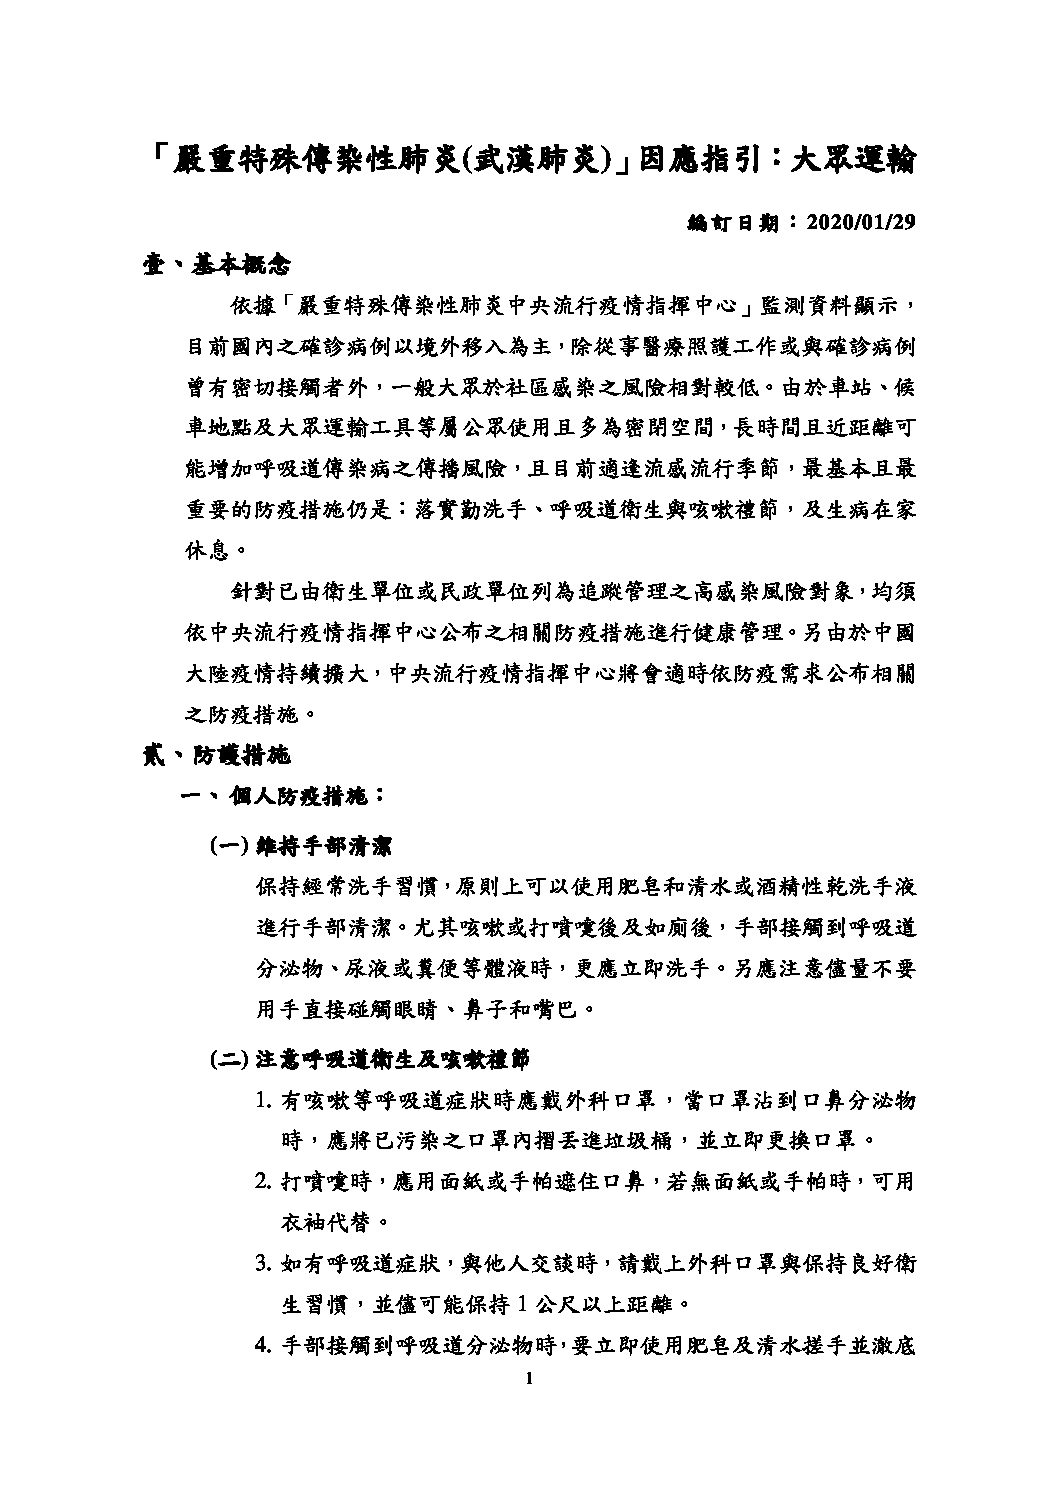 「嚴重特殊傳染性肺炎(武漢肺炎)」因應指引：大眾運輸
編訂日期：2020/01/29
壹、基本概念
依據「嚴重特殊傳染性肺炎中央流行疫情指揮中心」監測資料顯示，
目前國內之確診病例以境外移入為主，除從事醫療照護工作或與確診病例
曾有密切接觸者外，一般大眾於社區感染之風險相對較低。由於車站、候
車地點及大眾運輸工具等屬公眾使用且多為密閉空間，長時間且近距離可
能增加呼吸道傳染病之傳播風險，且目前適逢流感流行季節，最基本且最
重要的防疫措施仍是：落實勤洗手、呼吸道衛生與咳嗽禮節，及生病在家
休息。
針對已由衛生單位或民政單位列為追蹤管理之高感染風險對象，均須
依中央流行疫情指揮中心公布之相關防疫措施進行健康管理。另由於中國
大陸疫情持續擴大，中央流行疫情指揮中心將會適時依防疫需求公布相關
之防疫措施。
貳、防護措施
一、個人防疫措施：
(一) 維持手部清潔
保持經常洗手習慣，原則上可以使用肥皂和清水或酒精性乾洗手液
進行手部清潔。尤其咳嗽或打噴嚏後及如廁後，手部接觸到呼吸道
分泌物、尿液或糞便等體液時，更應立即洗手。另應注意儘量不要
用手直接碰觸眼睛、鼻子和嘴巴。
(二) 注意呼吸道衛生及咳嗽禮節
1. 有咳嗽等呼吸道症狀時應戴外科口罩，當口罩沾到口鼻分泌物
時，應將已污染之口罩內摺丟進垃圾桶，並立即更換口罩。
2. 打噴嚏時，應用面紙或手帕遮住口鼻，若無面紙或手帕時，可用
衣袖代替。
3. 如有呼吸道症狀，與他人交談時，請戴上外科口罩與保持良好衛
生習慣，並儘可能保持 1 公尺以上距離。
4. 手部接觸到呼吸道分泌物時，要立即使用肥皂及清水搓手並澈底
1